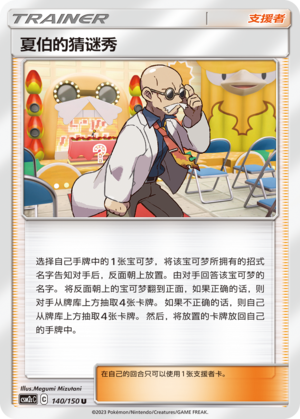 TRAINER
支援者
夏伯的猜谜秀
选择自己手牌中的1张宝可梦，将该宝可梦所拥有的招式
名字告知对手后，反面朝上放置。由对手回答该宝可梦的
名字。将反面朝上的宝可梦翻到正面，如果正确的话，则
对手从牌库上方抽取4张卡牌。如果不正确的话，则自己
从牌库上方抽取4张卡牌。然后，将放置的卡牌放回自己
的手牌中。
在自己的回合只可以使用1张支援者卡。
Illus.Megumi Mizutani
CSM2c C C 140/150 U
©2023 Pokémon/Nintendo/Creatures/GAME FREAK.